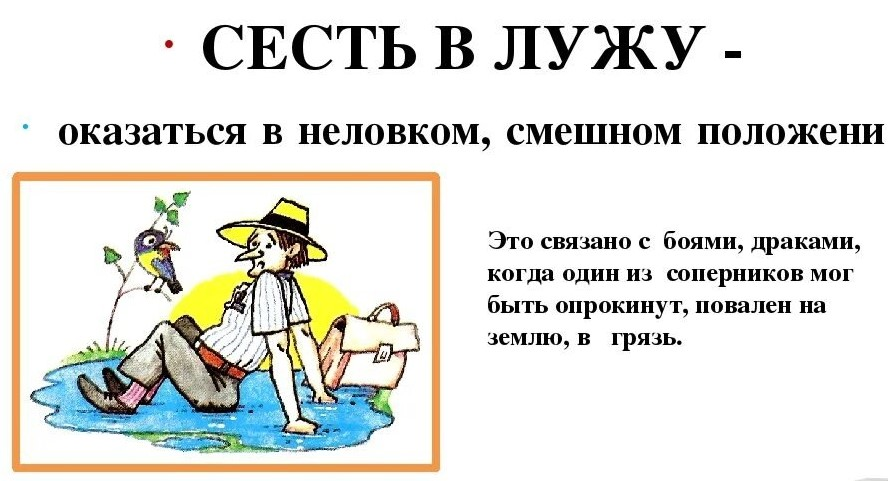 СЕСТЬ В ЛУЖУ -
оказаться в неловком, смешном положени
Это связано с боями, драками,
когда один из соперников мог
быть опрокинут, повален на
землю, в грязь.